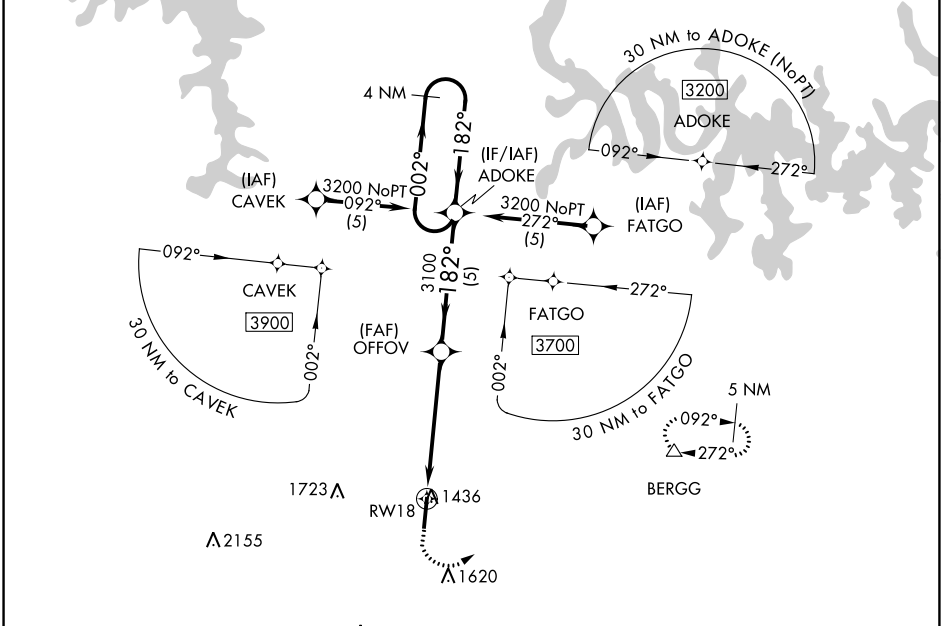 30 NM to ADOKE (NoPT)
3200
ADOKE
092°
272°
4 NM
002°
182°
(IF/IAF)
ADOKE
(IAF)
CAVEK
3200 NoPT
092°
(5)
3200 NoPT
272°
(5)
(IAF)
FATGO
3100
182°
(5)
092°
CAVEK
3900
002°
30 NM to CAVEK
272°
FATGO
3700
002°
30 NM to FATGO
(FAF)
OFFOV
5 NM
092°
272°
BERGG
1723
1436
RW18
2155
1620